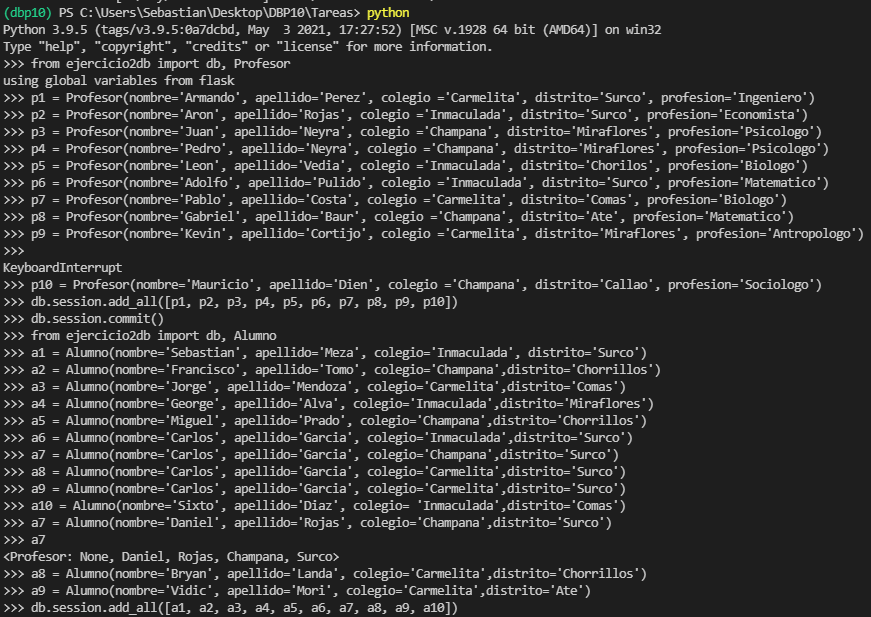 (dbp10) PS C:\Users\Sebastian\Desktop\DBP10\Tareas> python
Python 3.9.5 (tags/v3.9.5:0a7dcbd, May  3 2021, 17:27:52) [MSC v.1928 64 bit (AMD64)] on win32
Type "help", "copyright", "credits" or "license" for more information.
>>> from ejercicio2db import db, Profesor
using global variables from flask
>>> p1 = Profesor(nombre='Armando', apellido='Perez', colegio ='Carmelita', distrito='Surco', profesion='Ingeniero')
>>> p2 = Profesor(nombre='Aron', apellido='Rojas', colegio ='Inmaculada', distrito='Surco', profesion='Economista')
>>> p3 = Profesor(nombre='Juan', apellido='Neyra', colegio ='Champana', distrito='Miraflores', profesion='Psicologo')
>>> p4 = Profesor(nombre='Pedro', apellido='Neyra', colegio ='Champana', distrito='Miraflores', profesion='Psicologo')
>>> p5 = Profesor(nombre='Leon', apellido='Vedia', colegio ='Inmaculada', distrito='Chorilos', profesion='Biologo')
>>> p6 = Profesor(nombre='Adolfo', apellido='Pulido', colegio ='Inmaculada', distrito='Surco', profesion='Matematico')
>>> p7 = Profesor(nombre='Pablo', apellido='Costa', colegio ='Carmelita', distrito='Comas', profesion='Biologo')
>>> p8 = Profesor(nombre='Gabriel', apellido='Baur', colegio ='Champana', distrito='Ate', profesion='Matematico')
>>> p9 = Profesor(nombre='Kevin', apellido='Cortijo', colegio ='Carmelita', distrito='Miraflores', profesion='Antropologo')
>>>
KeyboardInterrupt
>>> p10 = Profesor(nombre='Mauricio', apellido='Dien', colegio ='Champana', distrito='Callao', profesion='Sociologo')
>>> db.session.add_all([p1, p2, p3, p4, p5, p6, p7, p8, p9, p10])
>>> db.session.commit()
>>> from ejercicio2db import db, Alumno
>>> a1 = Alumno(nombre='Sebastian', apellido='Meza', colegio='Inmaculada', distrito='Surco')
>>> a2 = Alumno(nombre='Francisco', apellido='Tomo', colegio='Champana',distrito='Chorrillos')
>>> a3 = Alumno(nombre='Jorge', apellido='Mendoza', colegio='Carmelita',distrito='Comas')
>>> a4 = Alumno(nombre='George', apellido='Alva', colegio='Inmaculada',distrito='Miraflores')
>>> a5 = Alumno(nombre='Miguel', apellido='Prado', colegio='Champana',distrito='Chorrillos')
>>> a6 = Alumno(nombre='Carlos', apellido='Garcia', colegio='Inmaculada',distrito='Surco')
>>> a7 = Alumno(nombre='Carlos', apellido='Garcia', colegio='Champana',distrito='Surco')
>>> a8 = Alumno(nombre='Carlos', apellido='Garcia', colegio='Carmelita',distrito='Surco')
>>> a9 = Alumno(nombre='Carlos', apellido='Garcia', colegio='Carmelita',distrito='Surco')
>>> a10 = Alumno(nombre='Sixto', apellido='Diaz', colegio= 'Inmaculada',distrito='Comas')
>>> a7 = Alumno(nombre='Daniel', apellido='Rojas', colegio='Champana',distrito='Surco')
>>> a7
<Profesor: None, Daniel, Rojas, Champana, Surco>
>>> a8 = Alumno(nombre='Bryan', apellido='Landa', colegio='Carmelita',distrito='Chorrillos')
>>> a9 = Alumno(nombre='Vidic', apellido='Mori', colegio='Carmelita',distrito='Ate')
>>> db.session.add_all([a1, a2, a3, a4, a5, a6, a7, a8, a9, a10])